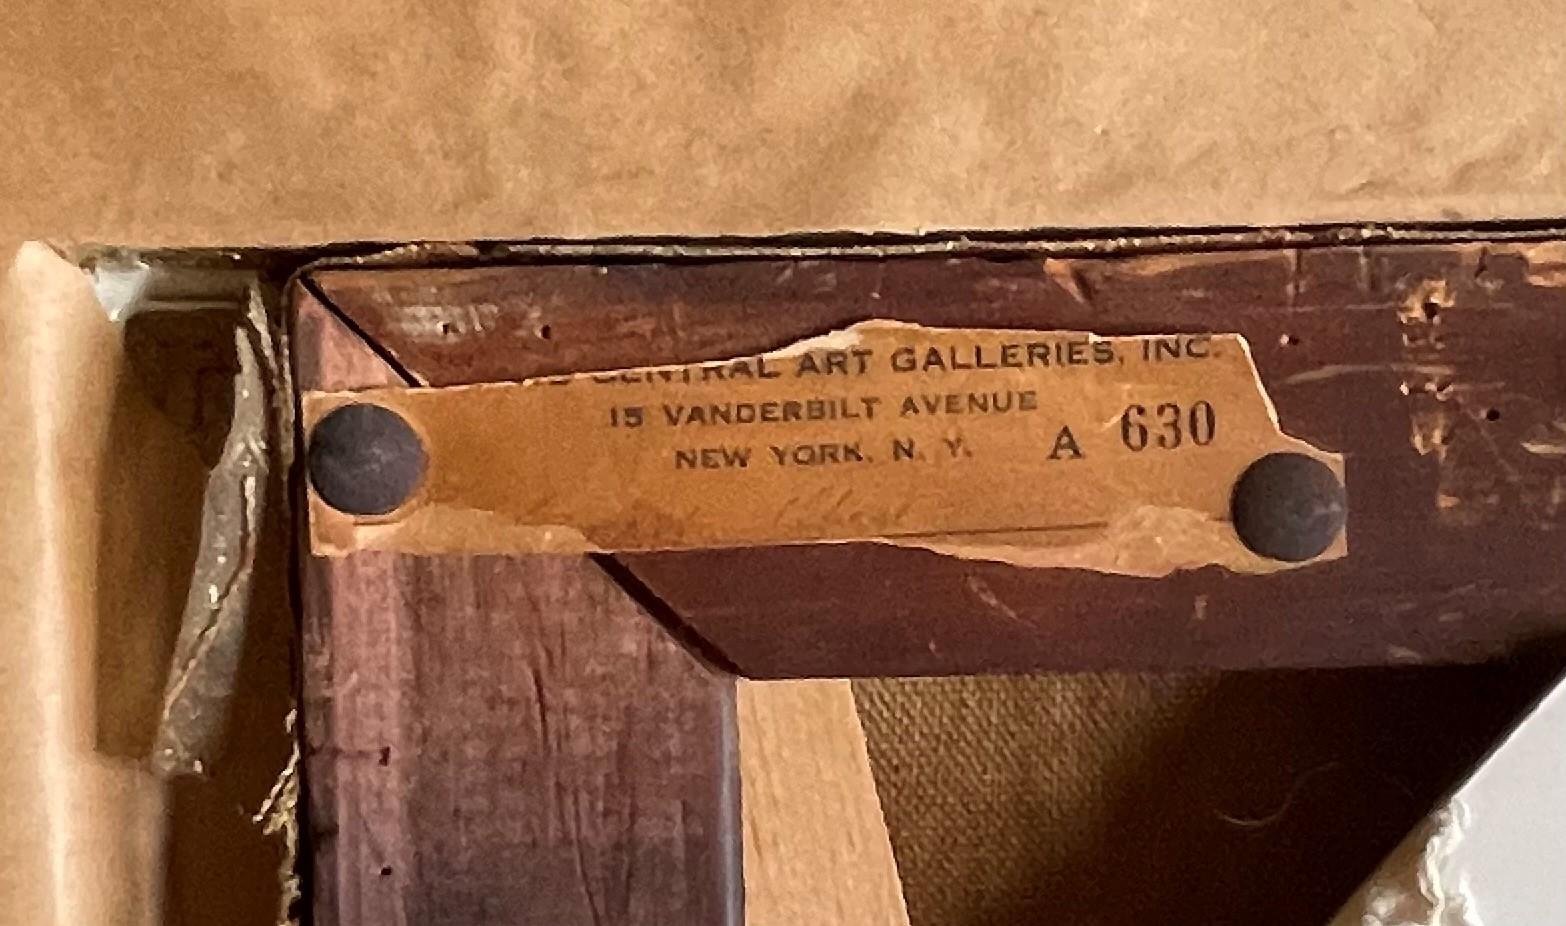 CENTRAL ART GALLERIES, INC.
15 VANDERBILT AVENUE
NEW YORK, N. Y. A 630